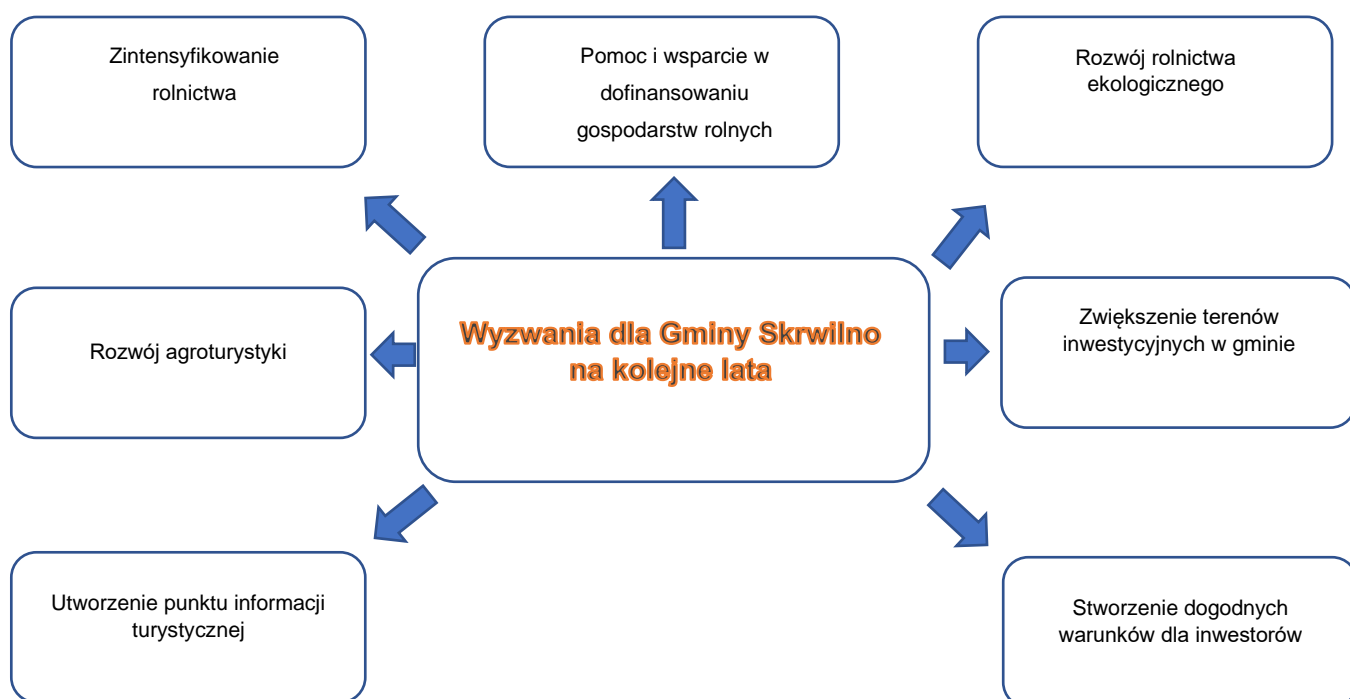 Zintensyfikowanie
rolnictwa
Pomoc i wsparcie w
dofinansowaniu
gospodarstw rolnych
Rozwój rolnictwa
ekologicznego
Rozwój agroturystyki
Wyzwania dla Gminy Skrwilno
na kolejne lata
Zwiększenie terenów
inwestycyjnych w gminie
Utworzenie punktu informacji
turystycznej
Stworzenie dogodnych
warunków dla inwestorów